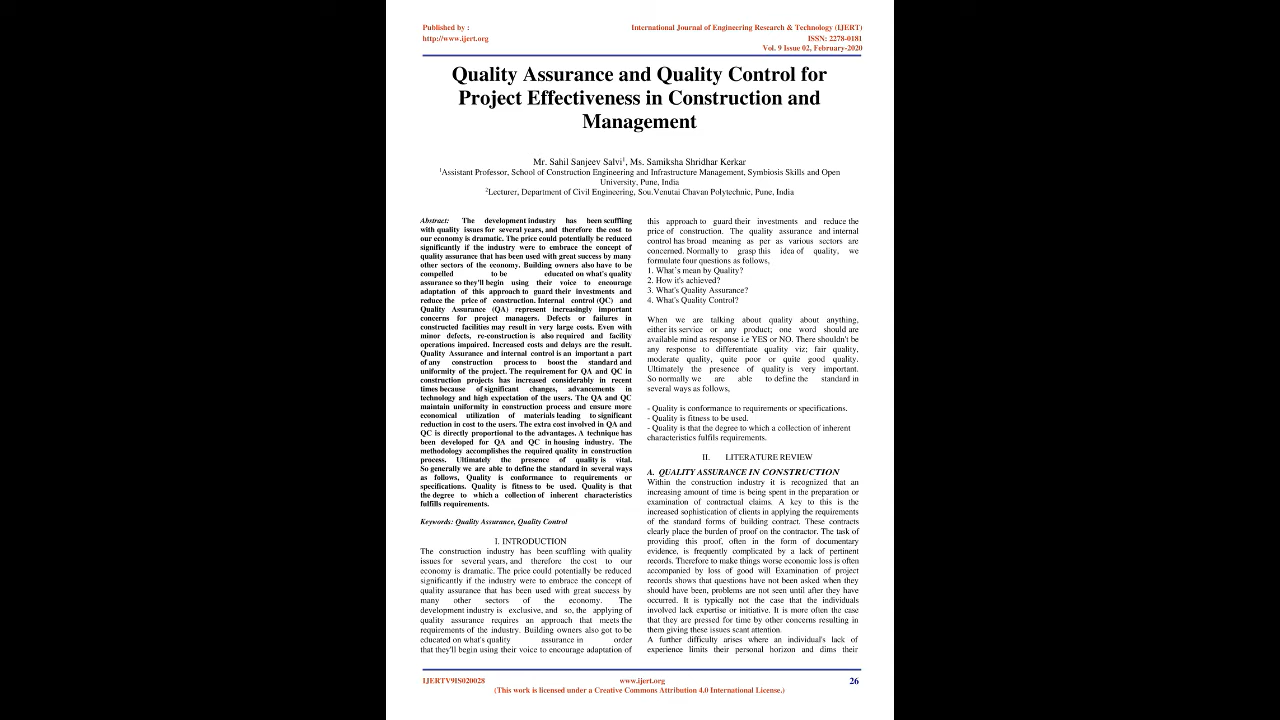 Published by :
http://www.ijert.org
International Journal of Engineering Research & Technology (IJERT)
ISSN: 2278-0181
Vol. 9 Issue 02, February-2020
Quality Assurance and Quality Control for
Project Effectiveness in Construction and
Management
Mr. Sahil Sanjeev Salvi1, Ms. Samiksha Shridhar Kerkar
1Assistant Professor, School of Construction Engineering and Infrastructure Management, Symbiosis Skills and Open
University, Pune, India
2Lecturer, Department of Civil Engineering, Sou.Venutai Chavan Polytechnic, Pune, India
Abstract: The development industry has been scuffling
with quality issues for several years, and therefore the cost to
our economy is dramatic. The price could potentially be reduced
significantly if the industry were to embrace the concept of
quality assurance that has been used with great success by many
other sectors of the economy. Building owners also have to be
compelled to be educated on what's quality
assurance so they'll begin using their voice to encourage
adaptation of this approach to guard their investments and
reduce the price of construction. Internal control (QC) and
Quality Assurance (QA) represent increasingly important
concerns for project managers. Defects or failures in
constructed facilities may result in very large costs. Even with
minor defects, re-construction is also required and facility
operations impaired. Increased costs and delays are the result.
Quality Assurance and internal control is an important a part
of any construction process to boost the standard and
uniformity of the project. The requirement for QA and QC in
construction projects has increased considerably in recent
times because of significant changes, advancements in
technology and high expectation of the users. The QA and QC
maintain uniformity in construction process and ensure more
economical utilization of materials leading to significant
reduction in cost to the users. The extra cost involved in QA and
QC is directly proportional to the advantages. A technique has
been developed for QA and QC in housing industry. The
methodology accomplishes the required quality in construction
process. Ultimately the presence of quality is vital.
So generally we are able to define the standard in several ways
as follows, Quality is conformance to requirements or
specifications. Quality is fitness to be used. Quality is that
the degree to which a collection of inherent characteristics
fulfills requirements.
Keywords: Quality Assurance, Quality Control
I. INTRODUCTION
The construction industry has been scuffling with quality
issues for several years, and therefore the cost to our
economy is dramatic. The price could potentially be reduced
significantly if the industry were to embrace the concept of
quality assurance that has been used with great success by
many other sectors of the economy. The
development industry is exclusive, and so, the applying of
quality assurance requires an approach that meets the
requirements of the industry. Building owners also got to be
educated on what's quality assurance in order
that they'll begin using their voice to encourage adaptation of
this approach to guard their investments and reduce the
price of construction. The quality assurance and internal
control has broad meaning as per as various sectors are
concerned. Normally to grasp this idea of quality, we
formulate four questions as follows,
1. What's mean by Quality?
2. How it's achieved?
3. What's Quality Assurance?
4. What's Quality Control?
When we are talking about quality about anything,
either its service or any product; one word should are
available mind as response i.e YES or NO. There shouldn't be
any response to differentiate quality viz; fair quality,
moderate quality, quite poor or quite good quality.
Ultimately the presence of quality is very important.
So normally we are able to define the standard in
several ways as follows,
- Quality is conformance to requirements or specifications.
- Quality is fitness to be used.
- Quality is that the degree to which a collection of inherent
characteristics fulfils requirements.
II. LITERATURE REVIEW
A. QUALITY ASSURANCE IN CONSTRUCTION
Within the construction industry it is recognized that an
increasing amount of time is being spent in the preparation or
examination of contractual claims. A key to this is the
increased sophistication of clients in applying the requirements
of the standard forms of building contract. These contracts
clearly place the burden of proof on the contractor. The task of
providing this proof, often in the form of documentary
evidence, is frequently complicated by a lack of pertinent
records. Therefore to make things worse economic loss is often
accompanied by loss of good will Examination of project
records shows that questions have not been asked when they
should have been, problems are not seen until after they have
occurred. It is typically not the case that the individuals
involved lack expertise or initiative. It is more often the case
that they are pressed for time by other concerns resulting in
them giving these issues scant attention.
A further difficulty arises where an individual's lack of
experience limits their personal horizon and dims their
IJERTV9IS020028
www.ijert.org
26
(This work is licensed under a Creative Commons Attribution 4.0 International License.)